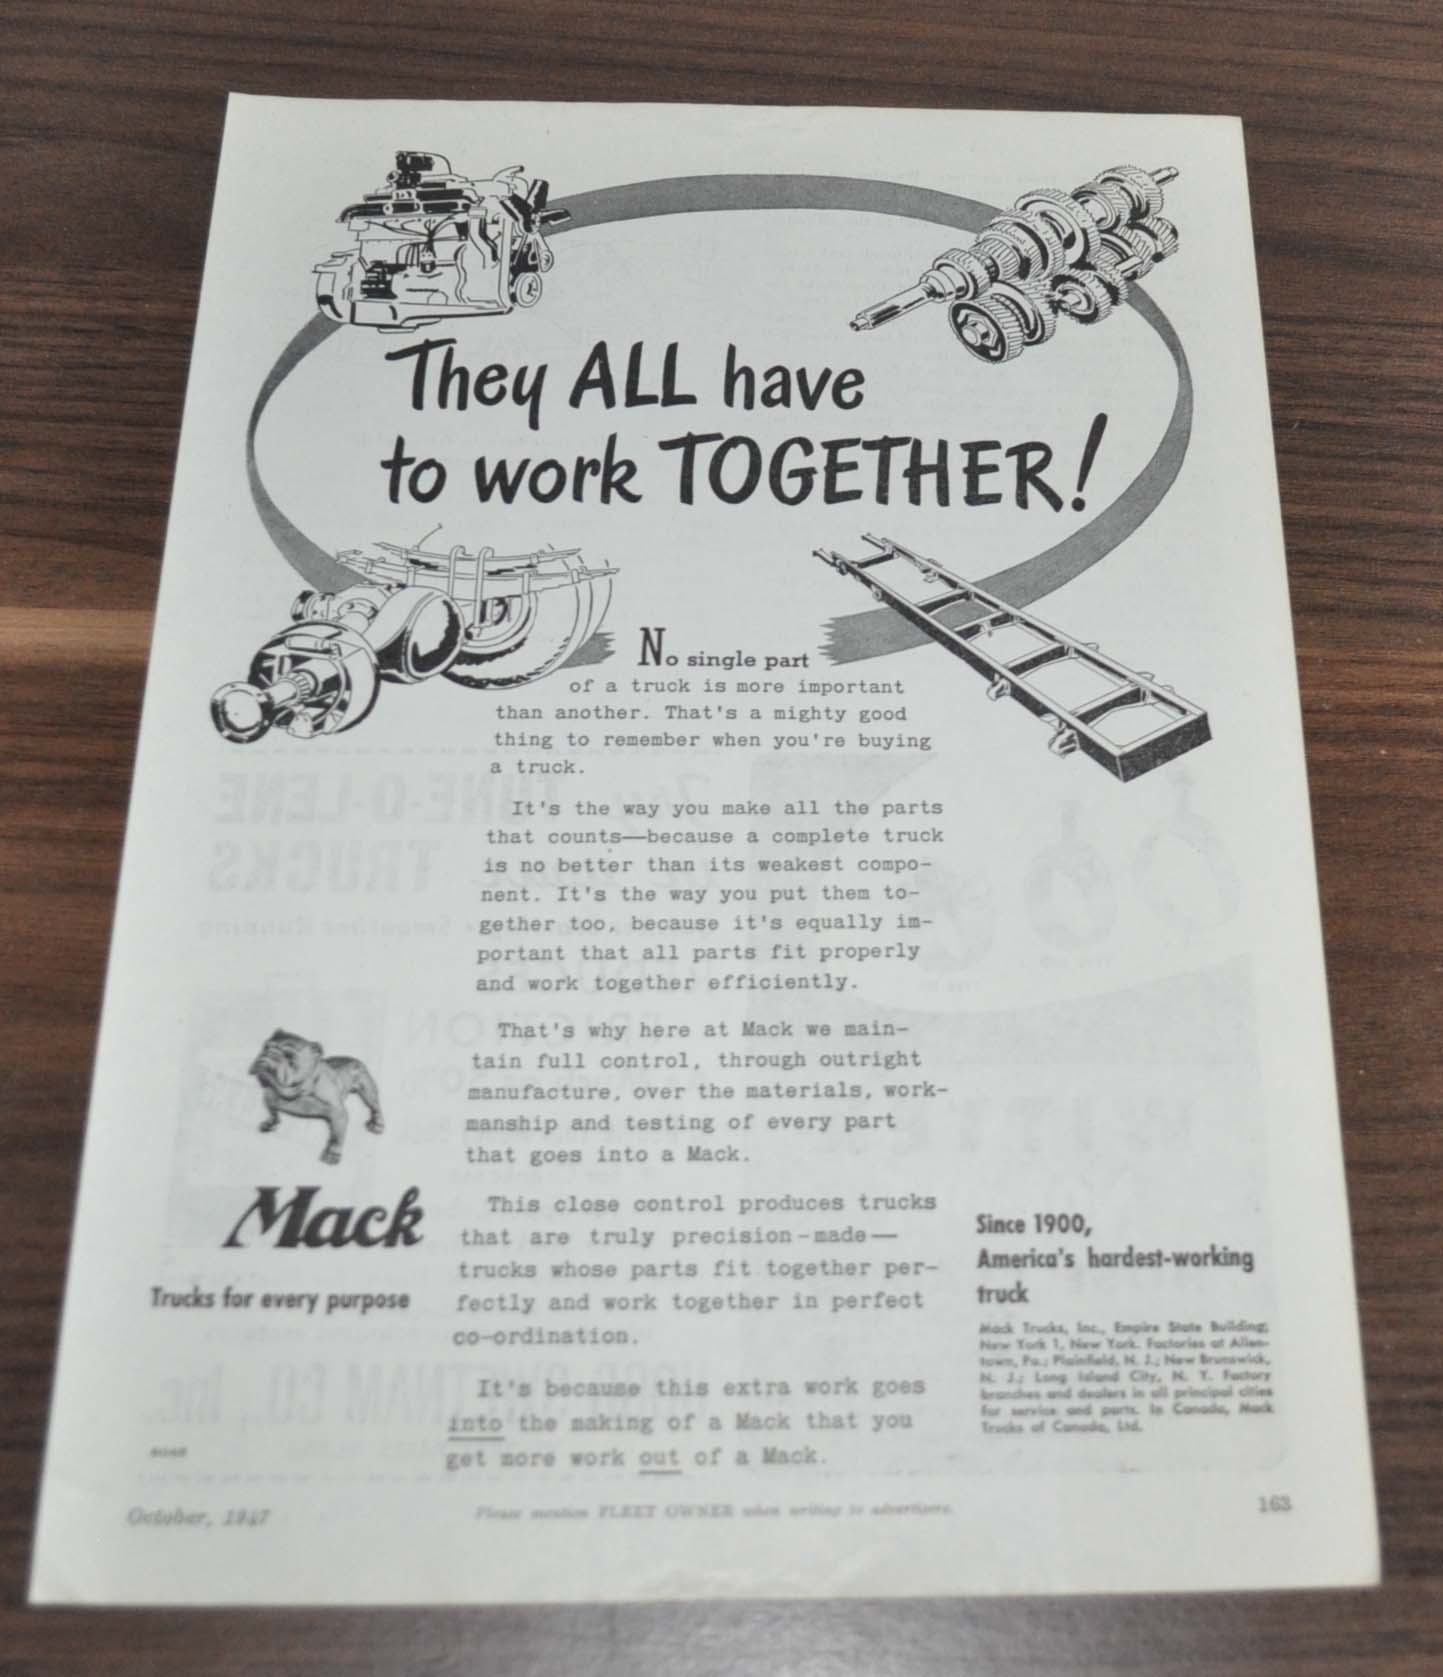 They ALL have
to work TOGETHER!
No single part
of a truck is more important
than another. That's a mighty good
thing to remember when you're buying
a truck.
It's the way you make all the parts
that counts—because a complete truck
is no better than its weakest compo-
nent. It's the way you put them to-
gether too, because it's equally im-
portant that all parts fit properly
and work together efficiently.
That's why here at Mack we main-
tain full control, through outright
manufacture, over the materials, work-
manship and testing of every part
that goes into a Mack.
This close control produces trucks
that are truly precision-made—
trucks whose parts fit together per-
fectly and work together in perfect
co-ordination.
It's because this extra work goes
into the making of a Mack that you
get more work out of a Mack.
Mack
Trucks for every purpose
Since 1900,
America's hardest-working
truck
Mack Trucks, Inc., Empire State Building,
New York 1, New York. Factories at Allen-
town, Pa.; Plainfield, N. J.; New Brunswick,
N. J.; Long Island City, N. Y. Factory
branches and dealers in all principal cities
for service and parts. In Canada, Mack
Trucks of Canada, Ltd.
October, 1947
Please mention FLEET OWNER when writing to advertisers.
163